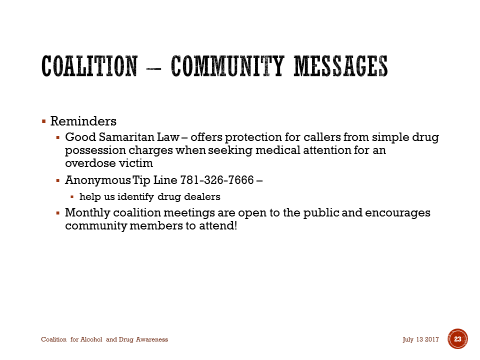 COALITION – COMMUNITY MESSAGES
Reminders
Good Samaritan Law – offers protection for callers from simple drug
possession charges when seeking medical attention for an
overdose victim
Anonymous Tip Line 781-326-7666 –
help us identify drug dealers
Monthly coalition meetings are open to the public and encourages
community members to attend!
Coalition for Alcohol and Drug Awareness
July 13 2017
23